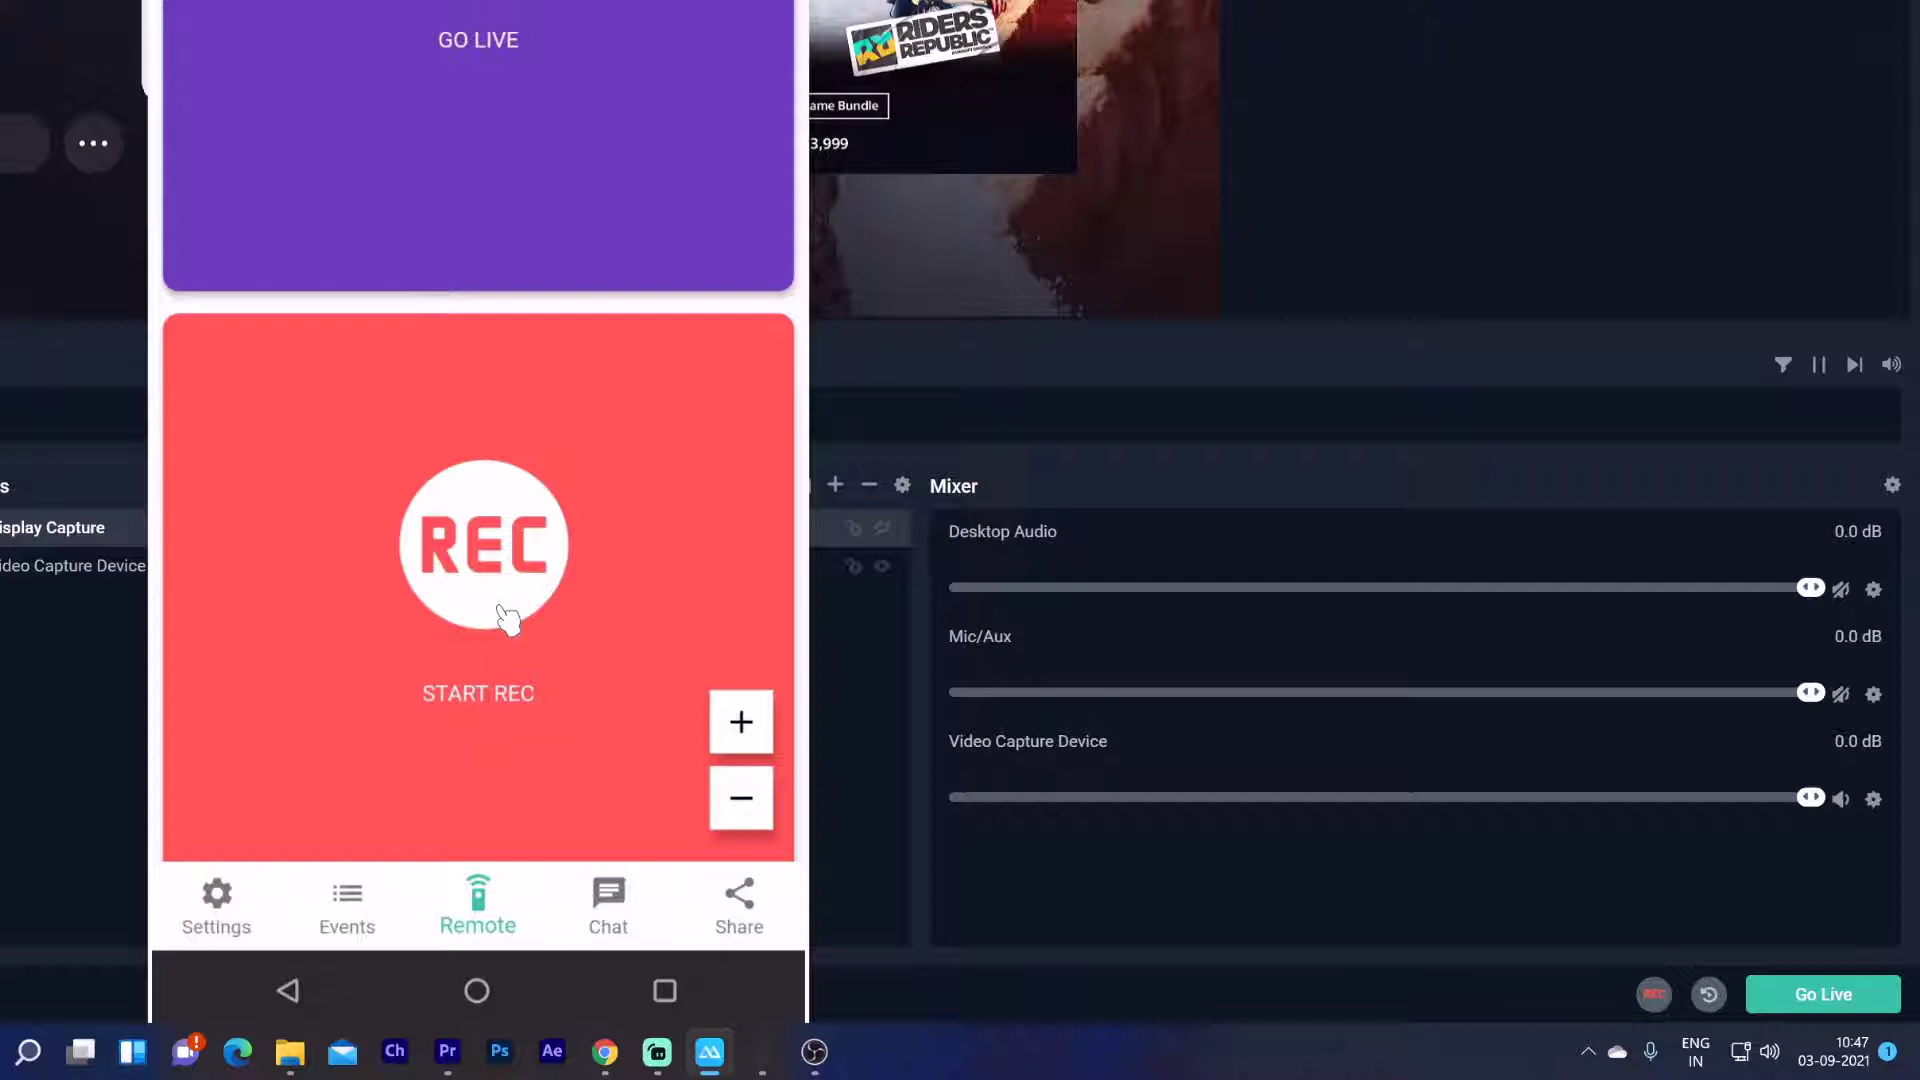 GO LIVE
RIDERS
REPUBLIC
ame Bundle
3,999
REC
START REC
Settings
Events
Remote
Chat
Share
s
isplay Capture
ideo Capture Device
Mixer
Desktop Audio
0.0 dB
Mic/Aux
0.0 dB
Video Capture Device
0.0 dB
REC
Go Live
Ch
Pr
Ps
Ae
ENG
IN
10:47
03-09-2021
1